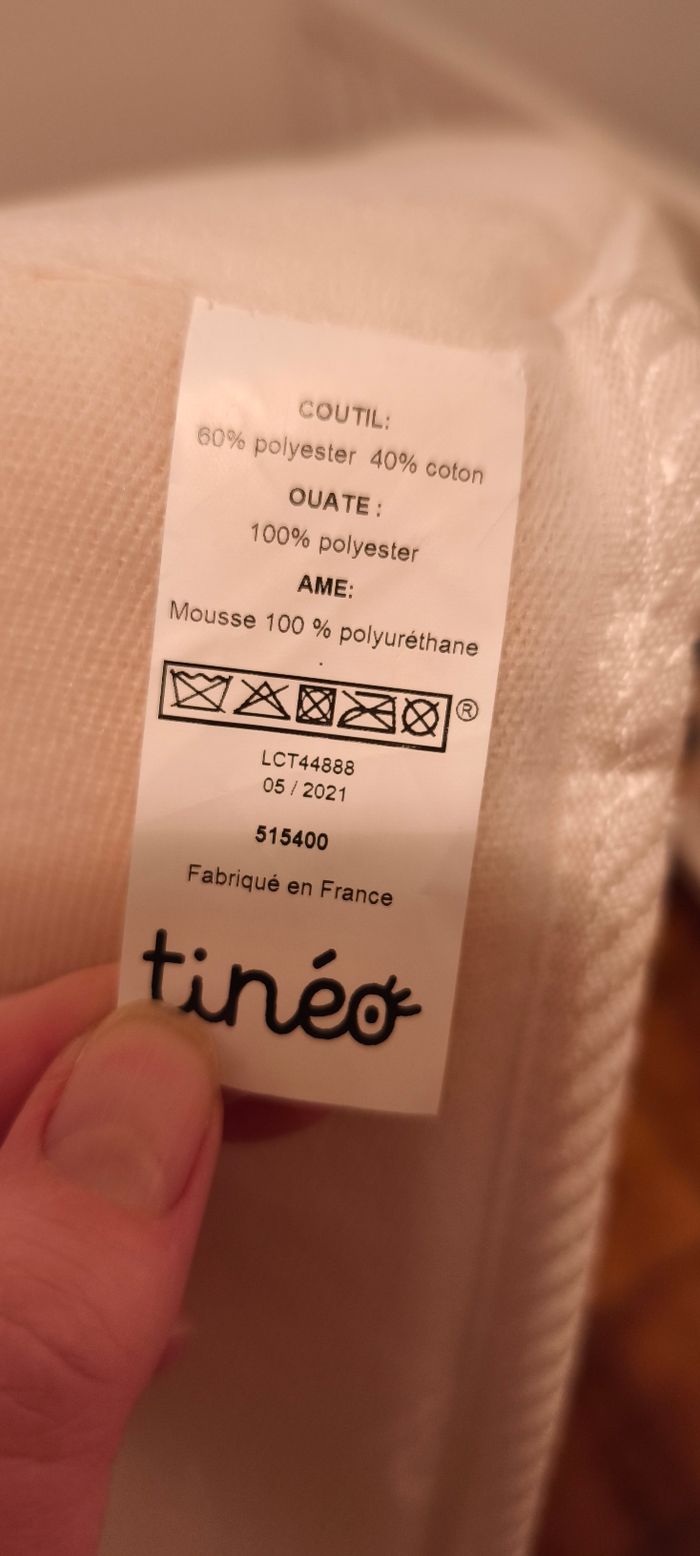 COUTIL:
60% polyester 40% coton
OUATE :
100% polyester
AME:
Mousse 100 % polyuréthane
®
LCT44888
05 / 2021
515400
Fabriqué en France
tinéo